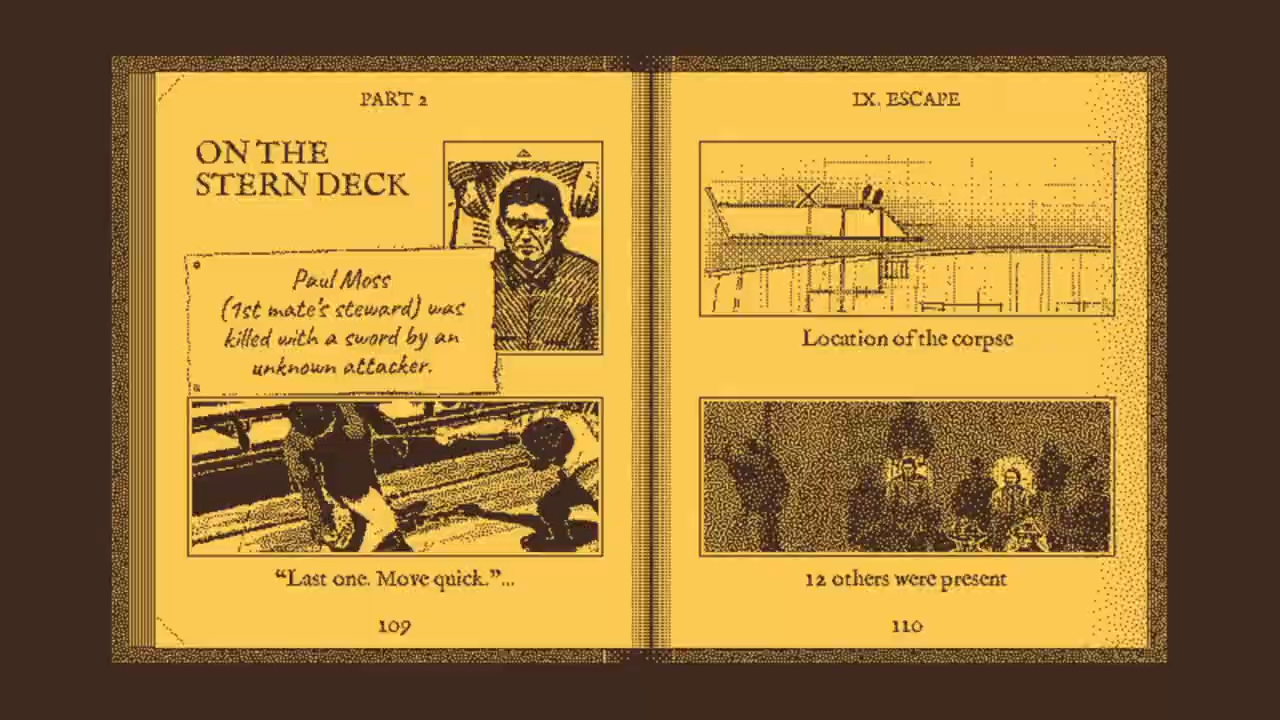 PART 2
ON THE
STERN DECK
Paul Moss
(1st mate's steward) was
killed with a sword by an
unknown attacker.
“Last one. Move quick.”...
109
IX. ESCAPE
Location of the corpse
12 others were present
110